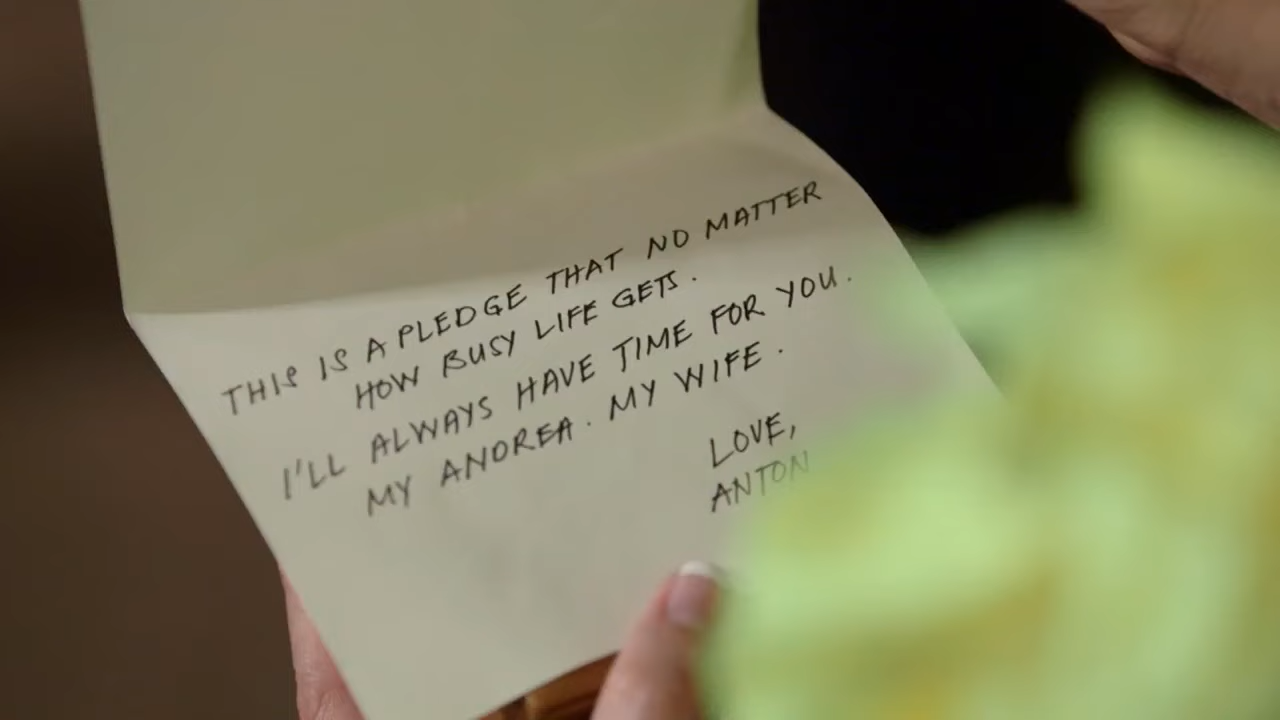 THIS IS A PLEDGE THAT NO MATTER
HOW BUSY LIFE GETS.
I'LL ALWAYS HAVE TIME FOR YOU.
MY ANDREA. MY WIFE.
LOVE,
ANTON